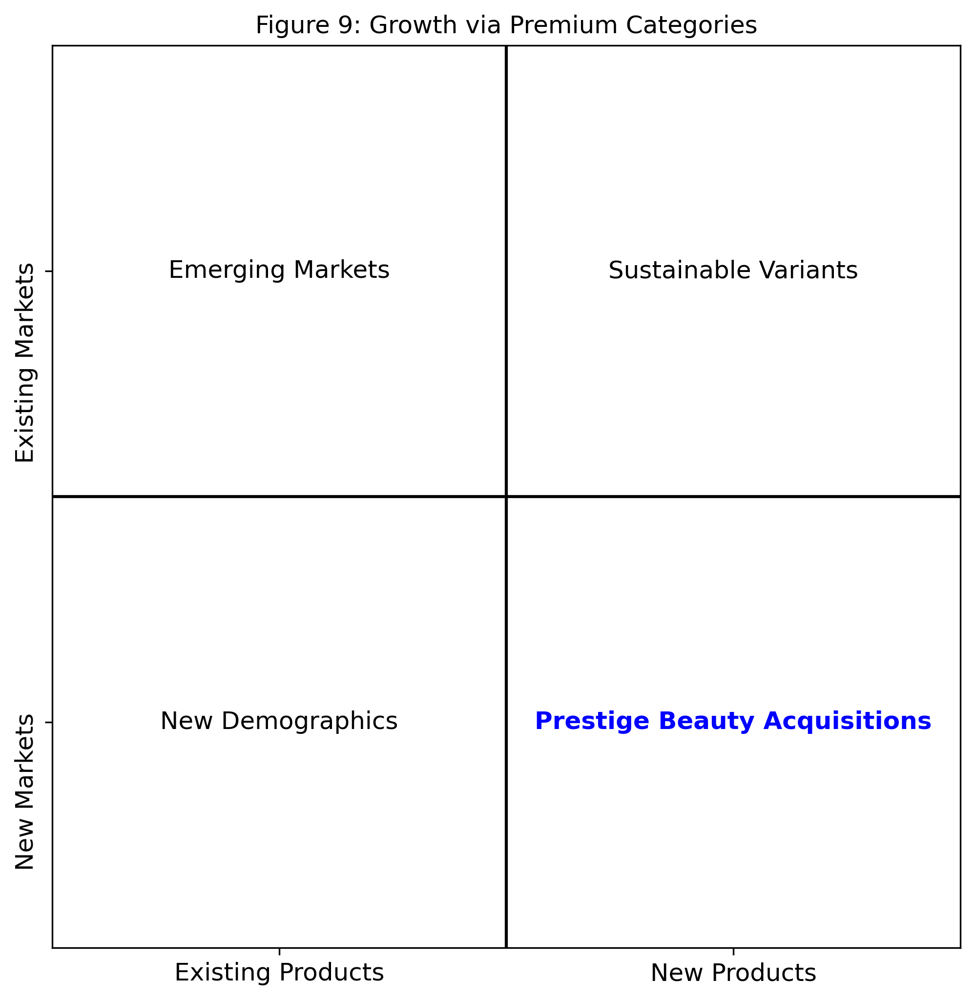 Figure 9: Growth via Premium Categories
Existing Markets
Emerging Markets
Sustainable Variants
New Markets
New Demographics
Prestige Beauty Acquisitions
Existing Products
New Products